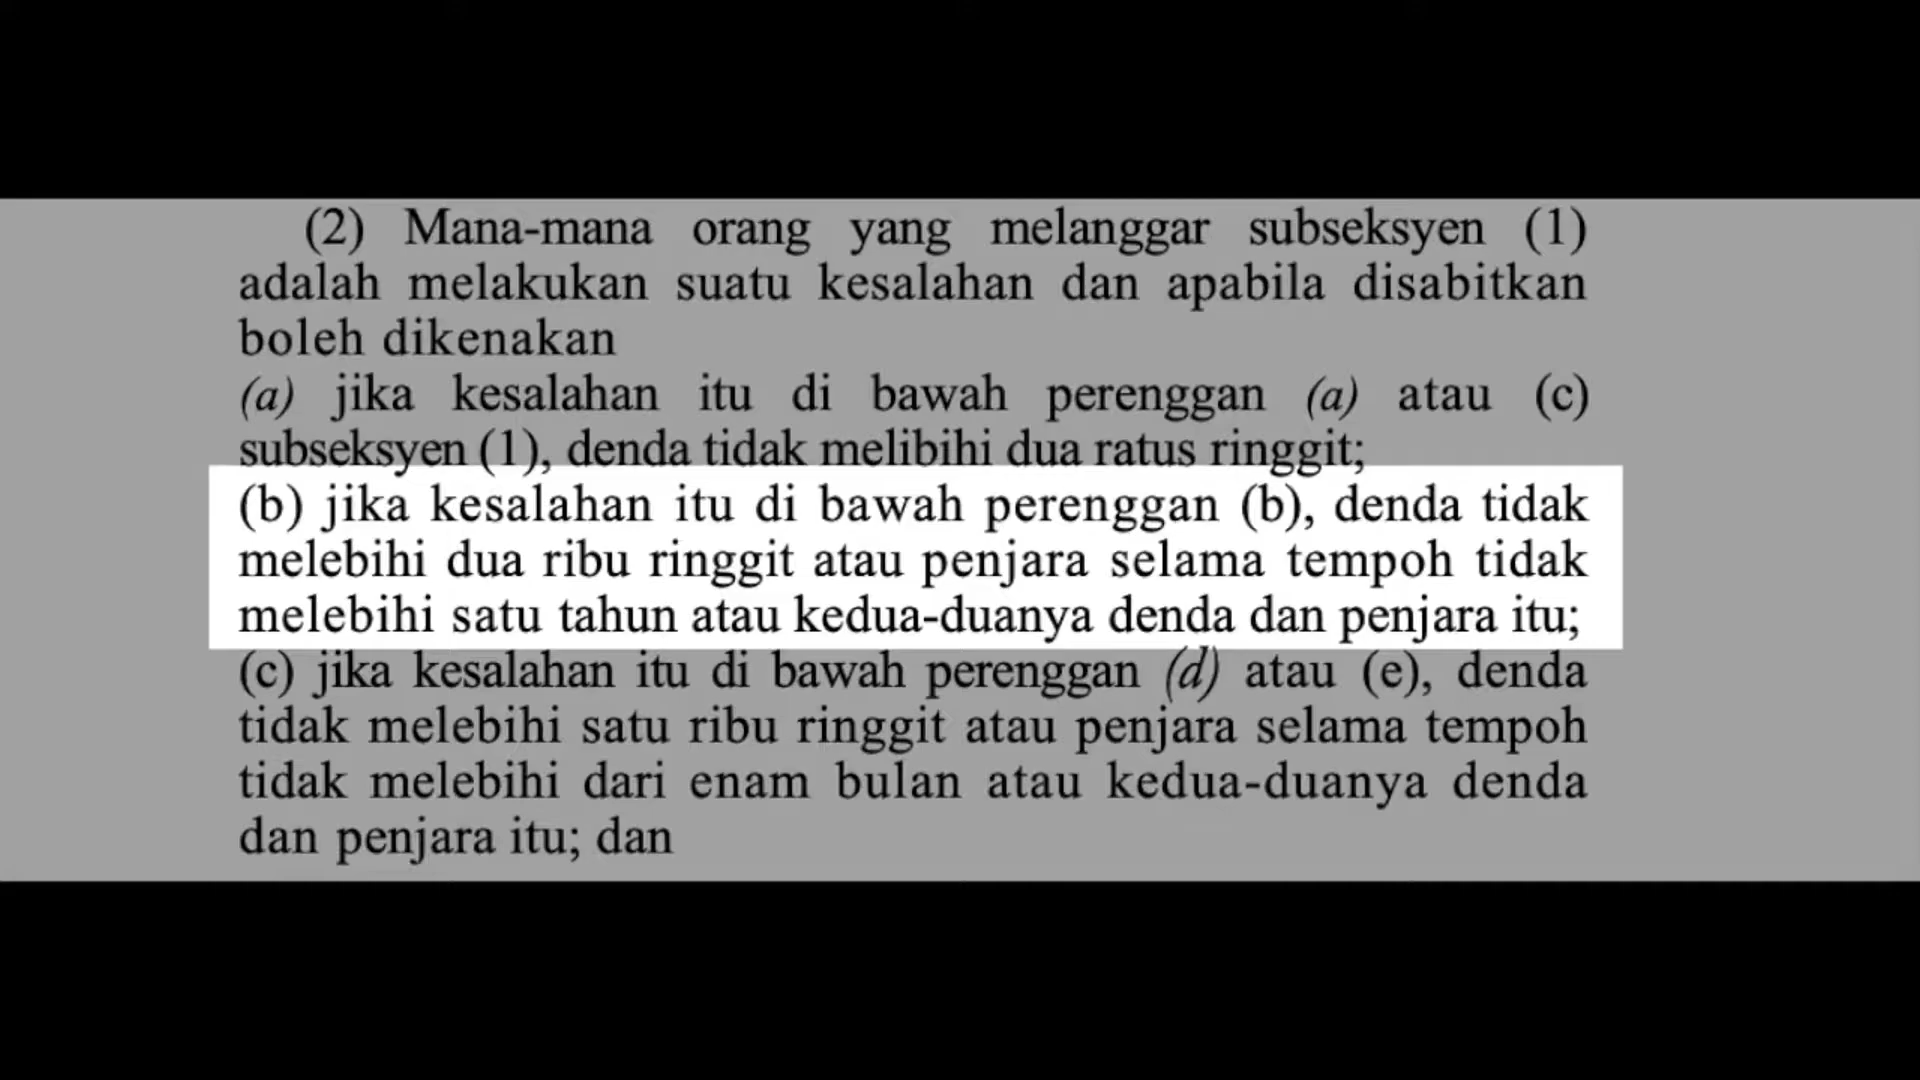 (2) Mana-mana orang yang melanggar subseksyen (1)
adalah melakukan suatu kesalahan dan apabila disabitkan
boleh dikenakan
(a) jika kesalahan itu di bawah perenggan (a) atau (c)
subseksyen (1), denda tidak melibihi dua ratus ringgit;
(b) jika kesalahan itu di bawah perenggan (b), denda tidak
melebihi dua ribu ringgit atau penjara selama tempoh tidak
melebihi satu tahun atau kedua-duanya denda dan penjara itu;
(c) jika kesalahan itu di bawah perenggan (d) atau (e), denda
tidak melebihi satu ribu ringgit atau penjara selama tempoh
tidak melebihi dari enam bulan atau kedua-duanya denda
dan penjara itu; dan